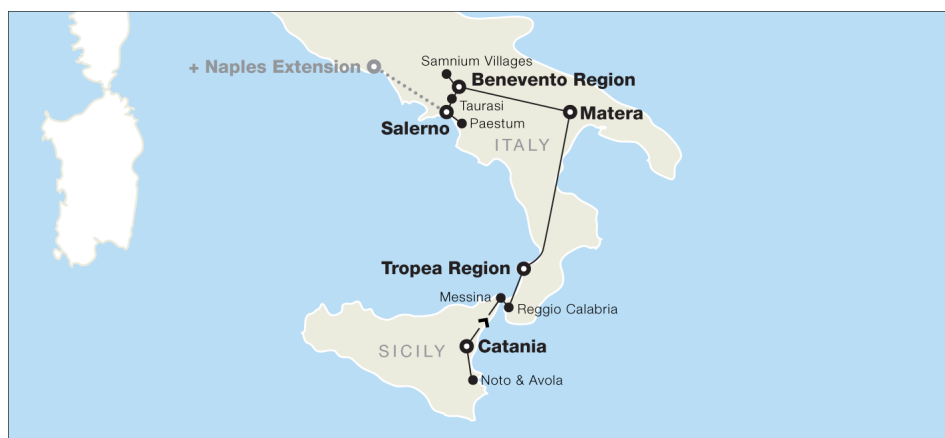 Samnium Villages
+ Naples Extension
Benevento Region
Taurasi
Matera
Salerno
Paestum
ITALY
Tropea Region
Messina
Reggio Calabria
SICILY
Catania
Noto & Avola